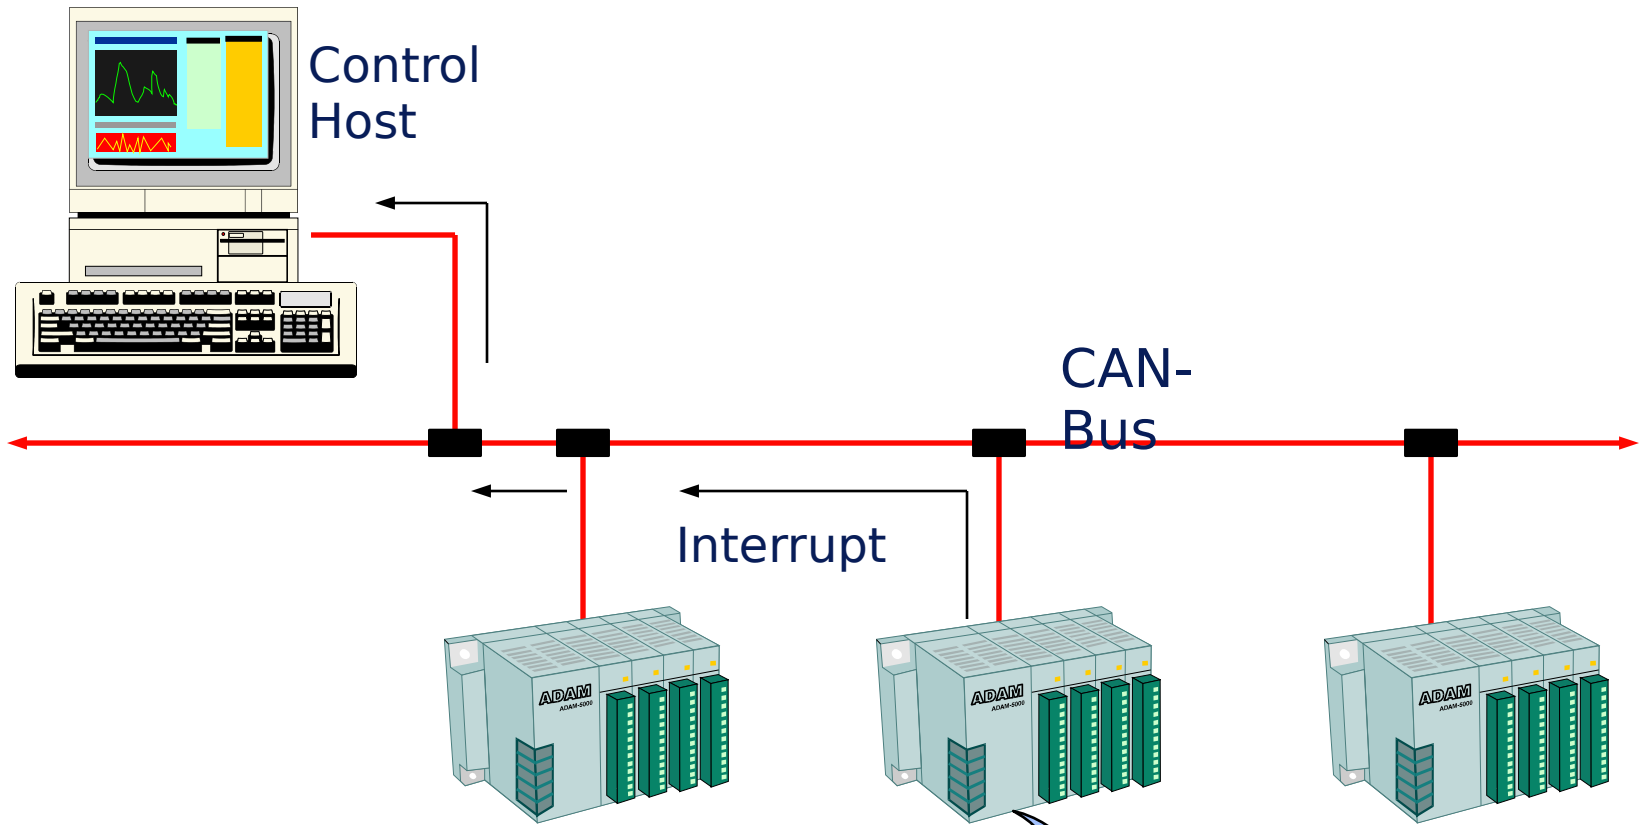 Control
Host
CAN-
Bus
Interrupt
ADAM
ADAM-5000
ADAM
ADAM-5000
ADAM
ADAM-5000